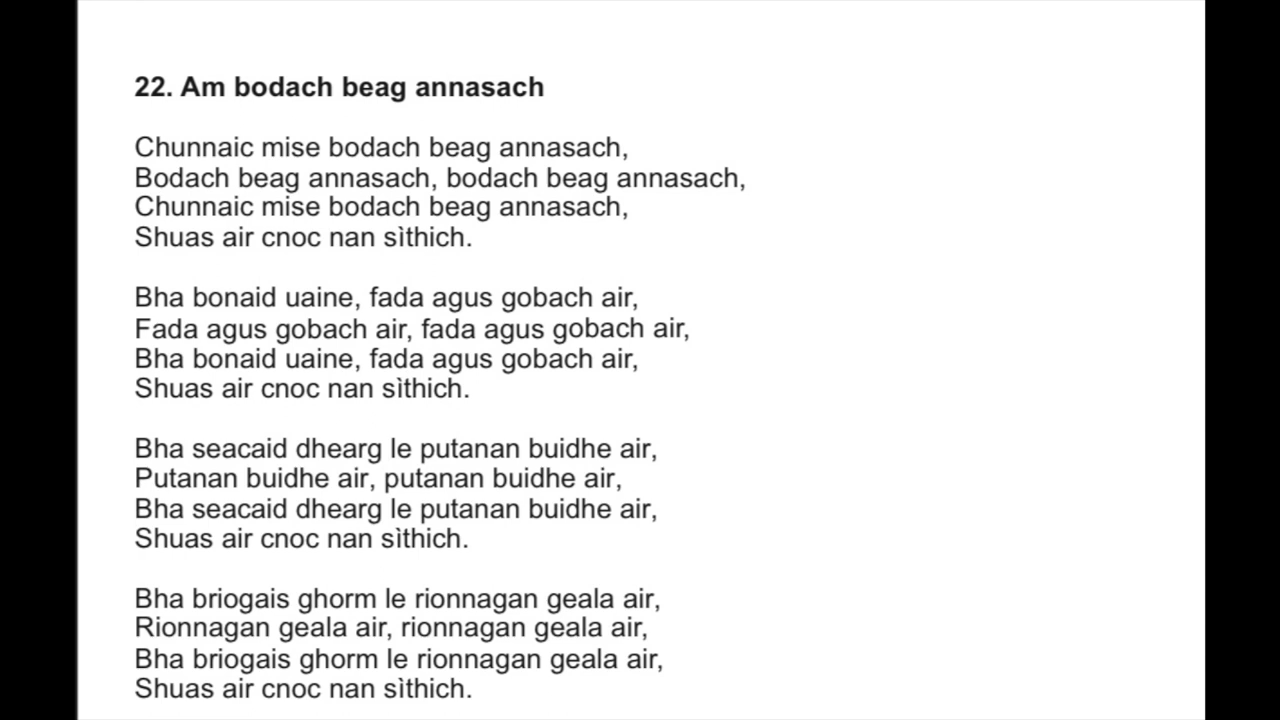 22. Am bodach beag annasach
Chunnaic mise bodach beag annasach,
Bodach beag annasach, bodach beag annasach,
Chunnaic mise bodach beag annasach,
Shuas air cnoc nan sìthich.
Bha bonaid uaine, fada agus gobach air,
Fada agus gobach air, fada agus gobach air,
Bha bonaid uaine, fada agus gobach air,
Shuas air cnoc nan sìthich.
Bha seacaid dhearg le putanan buidhe air,
Putanan buidhe air, putanan buidhe air,
Bha seacaid dhearg le putanan buidhe air,
Shuas air cnoc nan sìthich.
Bha briogais ghorm le rionnagan geala air,
Rionnagan geala air, rionnagan geala air,
Bha briogais ghorm le rionnagan geala air,
Shuas air cnoc nan sìthich.